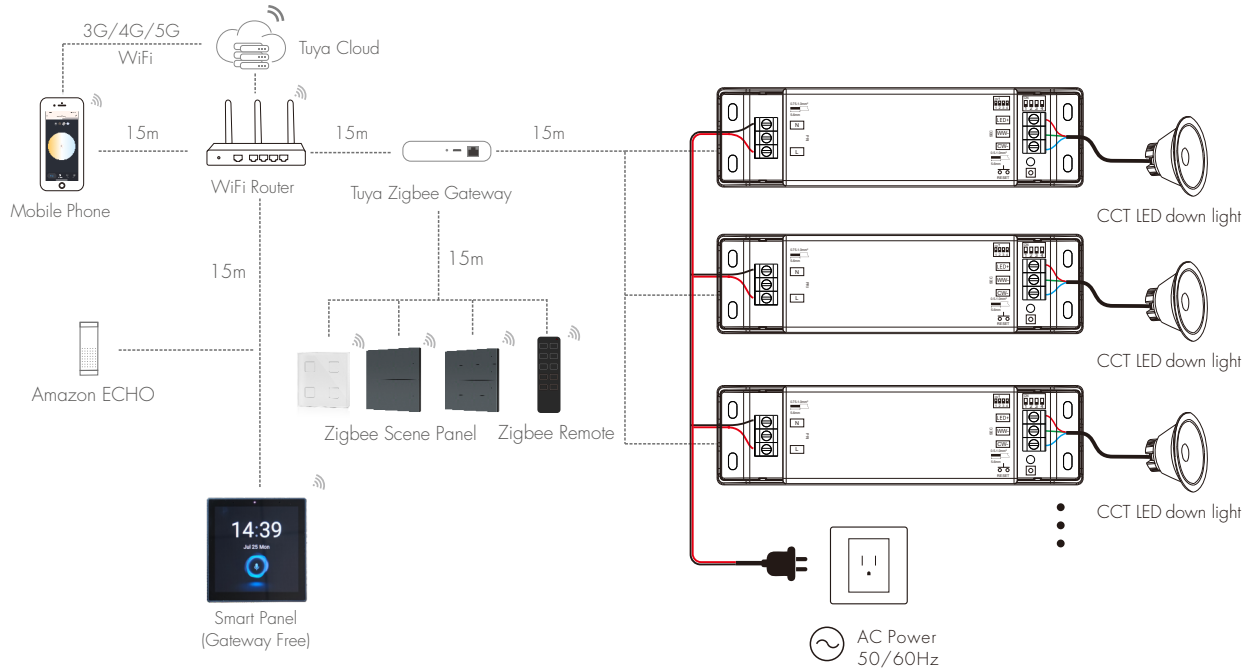 3G/4G/5G
WiFi
Tuya Cloud
15m
15m
15m
WiFi Router
Tuya Zigbee Gateway
Mobile Phone
15m
15m
Amazon ECHO
Zigbee Scene Panel
Zigbee Remote
14:39
Jul 25 Mon
Smart Panel
(Gateway Free)
N
L
LED+
WW-
CW-
RESET
CCT LED down light
N
L
LED+
WW-
CW-
RESET
CCT LED down light
N
L
LED+
WW-
CW-
RESET
CCT LED down light
AC Power
50/60Hz